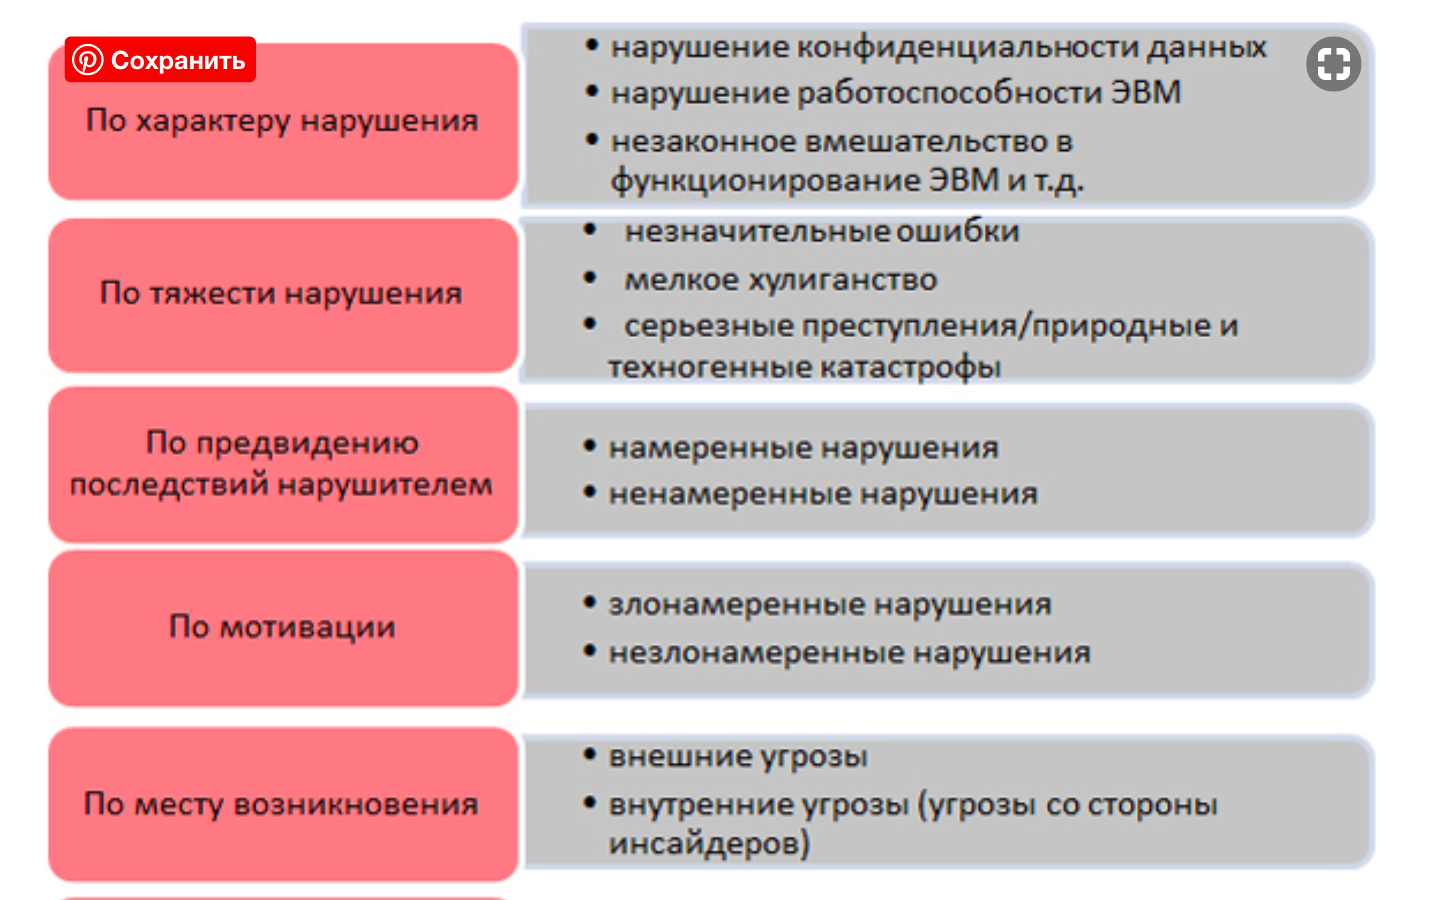 Сохранить
По характеру нарушения
• нарушение конфиденциальности данных
• нарушение работоспособности ЭВМ
• незаконное вмешательство в
функционирование ЭВМ и т.д.
По тяжести нарушения
• незначительные ошибки
• мелкое хулиганство
• серьезные преступления/природные и
техногенные катастрофы
По предвидению
последствий нарушителем
• намеренные нарушения
• ненамеренные нарушения
По мотивации
• злонамеренные нарушения
• незлонамеренные нарушения
По месту возникновения
• внешние угрозы
• внутренние угрозы (угрозы со стороны
инсайдеров)